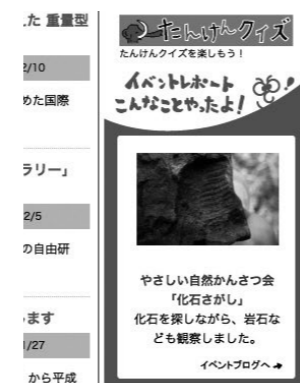 た 重量型
2/10
めた国際
ラリー」
2/5
の自由研
ます
1/27
から平成
たんけんクイズ
たんけんクイズを楽しもう！
イベントレポート
こんなことやったよ！
やさしい自然かんさつ会
「化石さがし」
化石を探しながら、岩石な
ども観察しました。
イベントブログへ